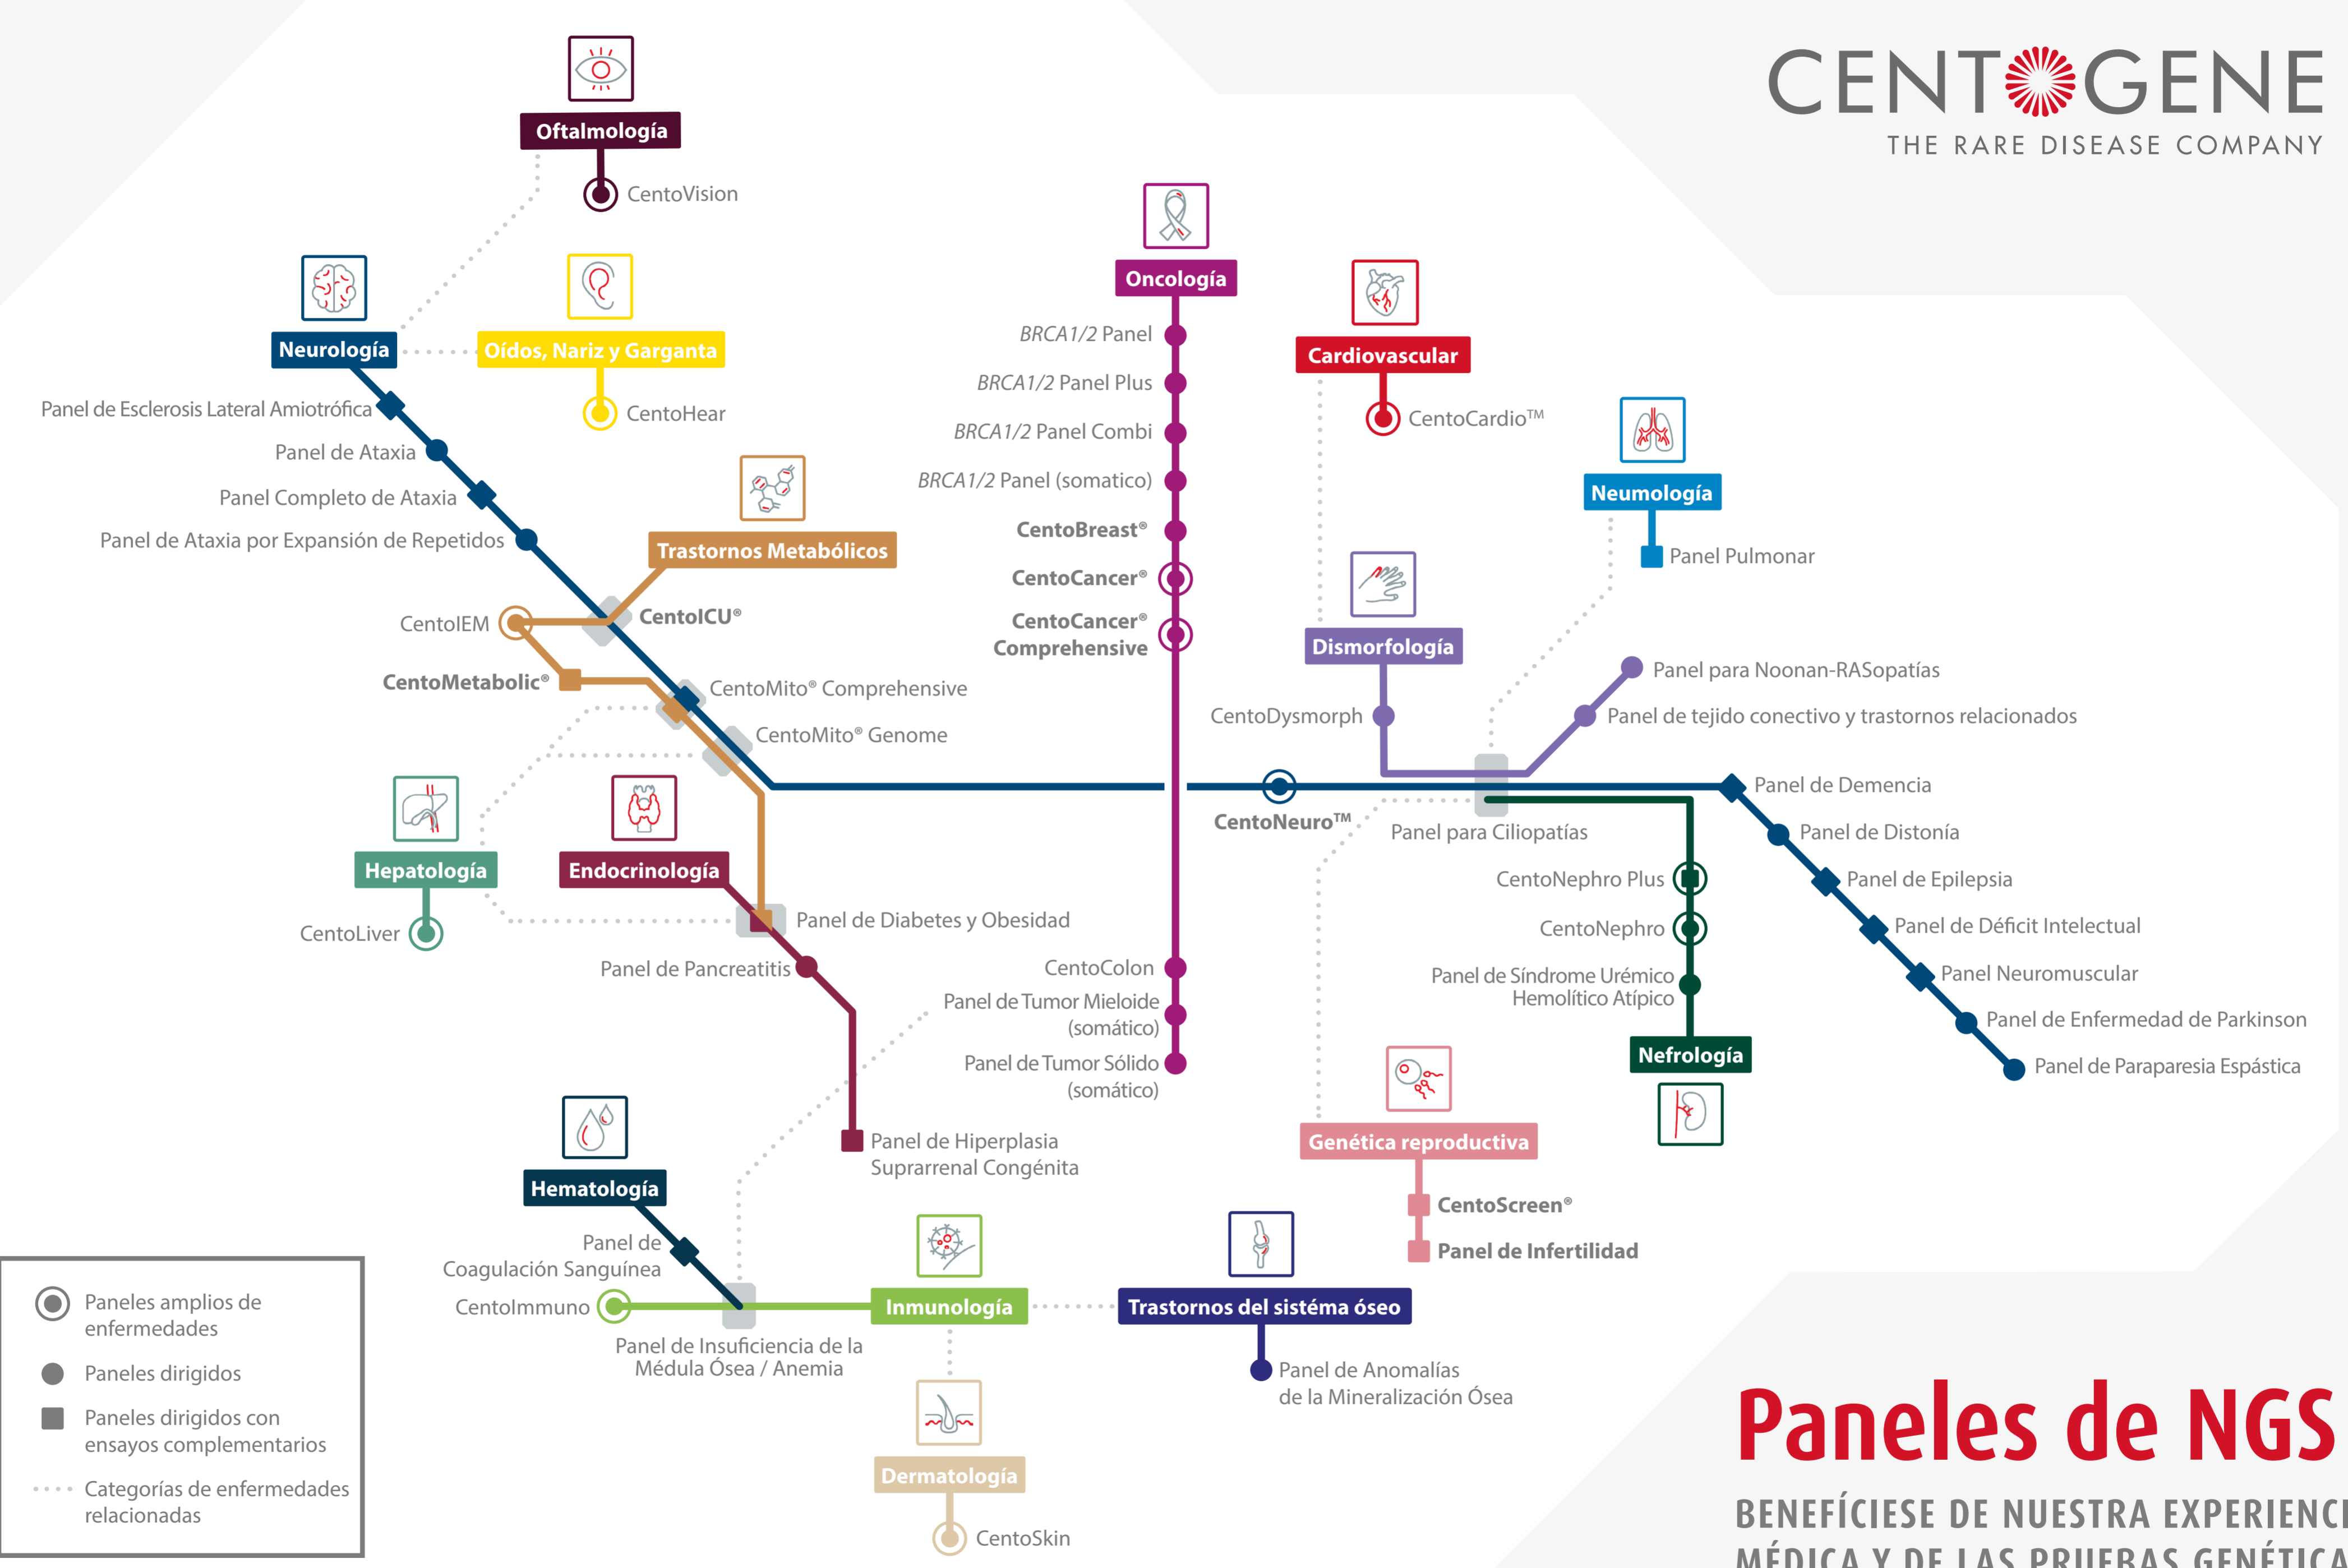 CENTOGENE
THE RARE DISEASE COMPANY
Oftalmología
CentoVision
Neurología
Oídos, Nariz y Garganta
CentoHear
Panel de Esclerosis Lateral Amiotrófica
Panel de Ataxia
Panel Completo de Ataxia
Panel de Ataxia por Expansión de Repetidos
Trastornos Metabólicos
CentoIEM
CentoICU®
CentoMetabolic®
CentoMito® Comprehensive
CentoMito® Genome
Oncología
BRCA1/2 Panel
BRCA1/2 Panel Plus
BRCA1/2 Panel Combi
BRCA1/2 Panel (somatico)
CentoBreast®
CentoCancer®
CentoCancer®
Comprehensive
CentoColon
Panel de Tumor Mieloide
(somático)
Panel de Tumor Sólido
(somático)
Cardiovascular
CentoCardio™
Neumología
Panel Pulmonar
Dismorfología
CentoDysmorph
Panel para Noonan-RASopatías
Panel de tejido conectivo y trastornos relacionados
CentoNeuro™
Panel para Ciliopatías
Panel de Demencia
Panel de Distonía
Panel de Epilepsia
Panel de Déficit Intelectual
Panel Neuromuscular
Panel de Enfermedad de Parkinson
Panel de Paraparesia Espástica
CentoNephro Plus
CentoNephro
Panel de Síndrome Urémico
Hemolítico Atípico
Nefrología
Hepatología
CentoLiver
Endocrinología
Panel de Diabetes y Obesidad
Panel de Pancreatitis
Panel de Hiperplasia
Suprarrenal Congénita
Genética reproductiva
CentoScreen®
Panel de Infertilidad
Hematología
Panel de
Coagulación Sanguínea
CentoImmuno
Panel de Insuficiencia de la
Médula Ósea / Anemia
Inmunología
Trastornos del sistéma óseo
Panel de Anomalías
de la Mineralización Ósea
Dermatología
CentoSkin
Paneles amplios de
enfermedades
Paneles dirigidos
Paneles dirigidos con
ensayos complementarios
Categorías de enfermedades
relacionadas
Paneles de NGS
BENEFÍCIESE DE NUESTRA EXPERIENCI
MÉDICA Y DE LAS PRUEBAS GENÉTICA